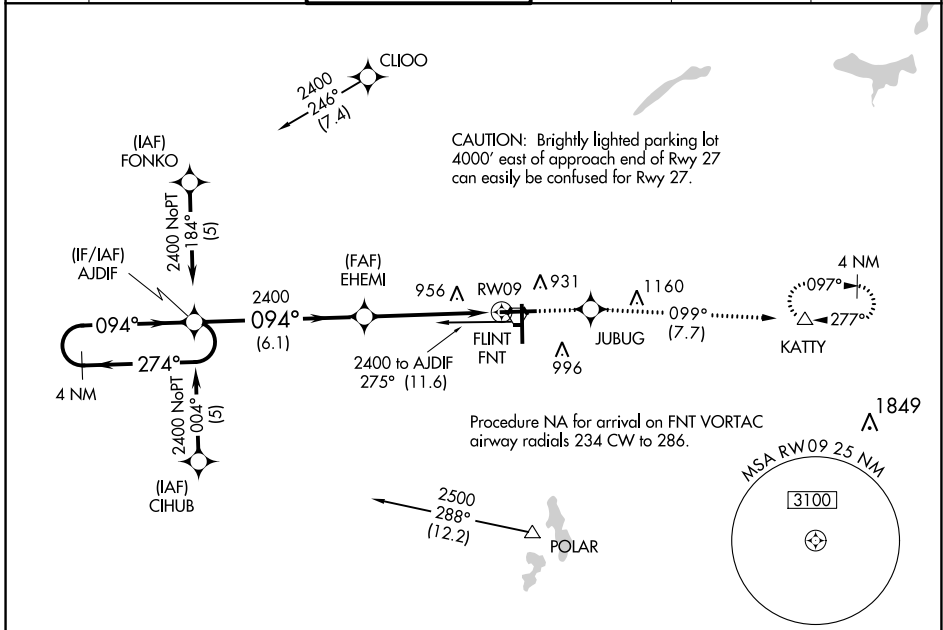 CLIOO
2400
246°
(7.4)
CAUTION: Brightly lighted parking lot
4000' east of approach end of Rwy 27
can easily be confused for Rwy 27.
(IAF)
FONKO
2400 NoPT
184°
(5)
(IF/IAF)
AJDIF
2400
094°
(6.1)
(FAF)
EHEMI
956
RW09
931
1160
4 NM
097°
277°
KATTY
099°
(7.7)
JUBUG
FLINT
FNT
996
2400 to AJDIF
275° (11.6)
094°
274°
4 NM
2400 NoPT
004°
(5)
(IAF)
CIHUB
Procedure NA for arrival on FNT VORTAC
airway radials 234 CW to 286.
1849
MSA RW09 25 NM
3100
2500
288°
(12.2)
POLAR